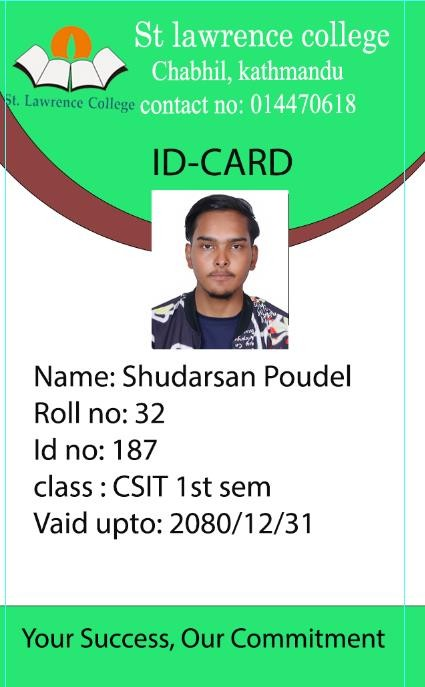 St lawrence college
Chabhil, kathmandu
St. Lawrence College
contact no: 014470618
ID-CARD
Name: Shudarsan Poudel
Roll no: 32
Id no: 187
class : CSIT 1st sem
Vaid upto: 2080/12/31
Your Success, Our Commitment